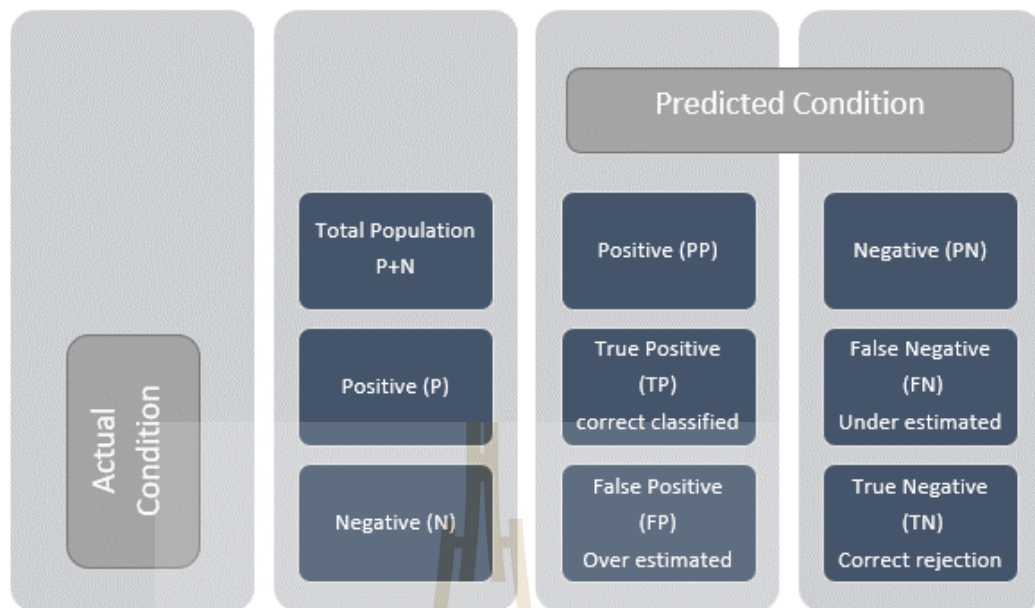 Predicted Condition
Total Population
P+N
Positive (PP)
Negative (PN)
Actual
Condition
Positive (P)
True Positive
(TP)
correct classified
False Negative
(FN)
Under estimated
Negative (N)
False Positive
(FP)
Over estimated
True Negative
(TN)
Correct rejection